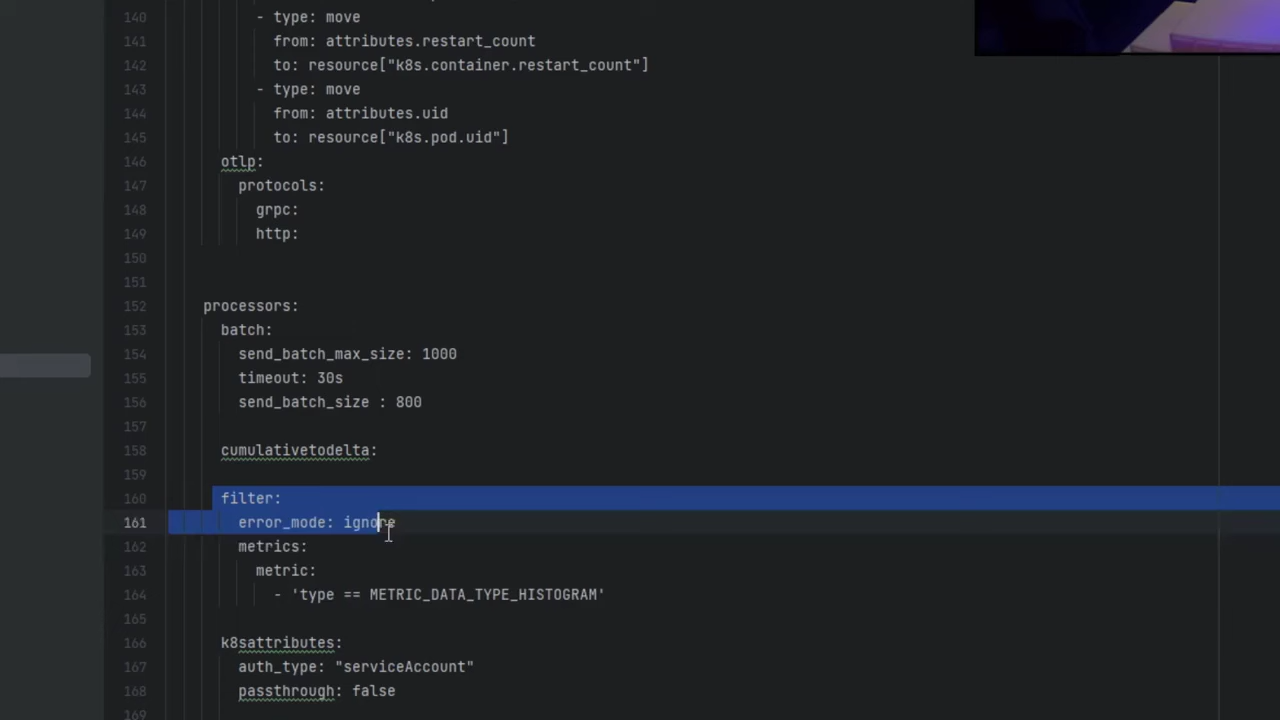 140 - type: move
141 from: attributes.restart_count
142 to: resource["k8s.container.restart_count"]
143 - type: move
144 from: attributes.uid
145 to: resource["k8s.pod.uid"]
146 otlp:
147 protocols:
148 grpc:
149 http:
150
151
152 processors:
153 batch:
154 send_batch_max_size: 1000
155 timeout: 30s
156 send_batch_size : 800
157
158 cumulativetodelta:
159
160 filter:
161 error_mode: ignore
162 metrics:
163 metric:
164 - 'type == METRIC_DATA_TYPE_HISTOGRAM'
165
166 k8sattributes:
167 auth_type: "serviceAccount"
168 passthrough: false
169